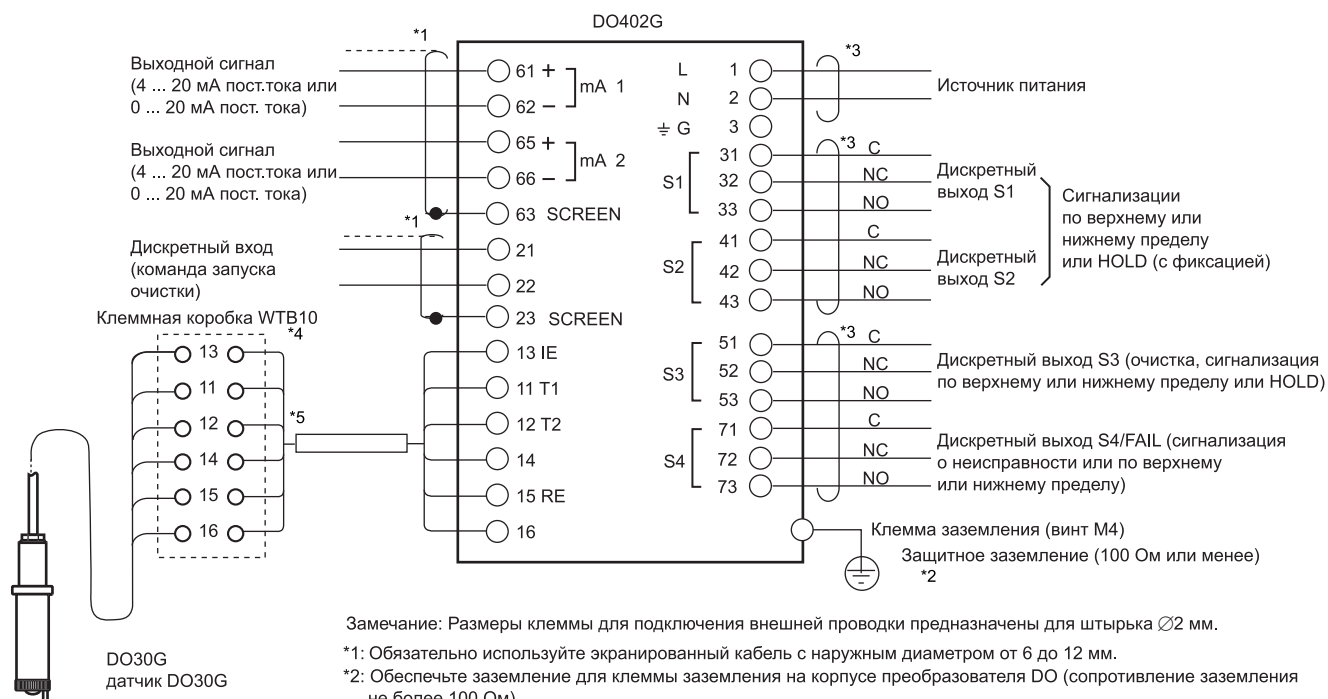 DO402G
*1
Выходной сигнал
(4 ... 20 мА пост.тока или
0 ... 20 мА пост. тока)
Выходной сигнал
(4 ... 20 мА пост.тока или
0 ... 20 мА пост. тока)
*1
Дискретный вход
(команда запуска
очистки)
Клеммная коробка WTB10
*4
13
11
12
14
15
16
*5
61 +
mA 1
62 –
65 +
mA 2
66 –
63 SCREEN
21
22
23 SCREEN
13 IE
11 T1
12 T2
14
15 RE
16
L 1
N 2
G 3
S1
31
32
33
S2
41
42
43
S3
51
52
53
S4
71
72
73
*3
Источник питания
*3
C
NC
NO
Дискретный
выход S1
C
NC
NO
Дискретный
выход S2
Сигнализации
по верхнему или
нижнему пределу
или HOLD (с фиксацией)
*3
C
NC
NO
Дискретный выход S3 (очистка, сигнализация
по верхнему или нижнему пределу или HOLD)
C
NC
NO
Дискретный выход S4/FAIL (сигнализация
о неисправности или по верхнему
или нижнему пределу)
Клемма заземления (винт М4)
Защитное заземление (100 Ом или менее)
*2
DO30G
датчик DO30G
Замечание: Размеры клеммы для подключения внешней проводки предназначены для штырька ∅2 мм.
*1: Обязательно используйте экранированный кабель с наружным диаметром от 6 до 12 мм.
*2: Обеспечьте заземление для клеммы заземления на корпусе преобразователя DO (сопротивление заземления
не более 100 Ом)